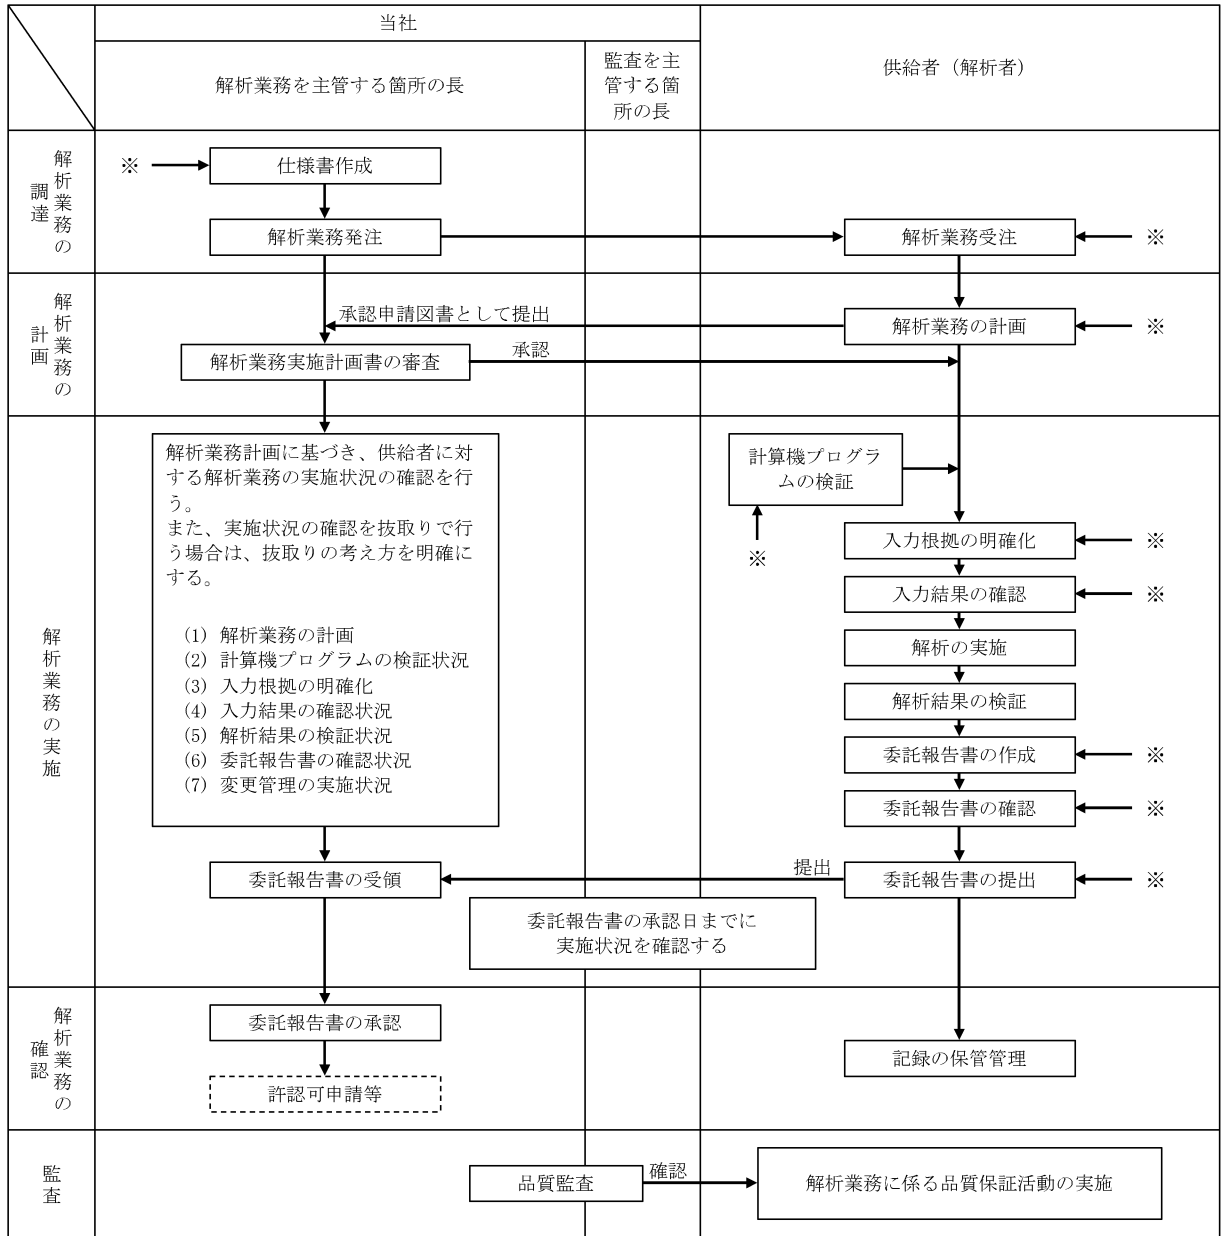 当社
解析業務を主管する箇所の長
監査を主
管する箇
所の長
供給者（解析者）
解析業務の
調達
※
仕様書作成
解析業務発注
解析業務受注
※
解析業務の
計画
承認申請図書として提出
解析業務の計画
※
解析業務実施計画書の審査
承認
解析業務の実施
解析業務計画に基づき、供給者に対
する解析業務の実施状況の確認を行
う。
また、実施状況の確認を抜取りで行
う場合は、抜取りの考え方を明確に
する。
(1) 解析業務の計画
(2) 計算機プログラムの検証状況
(3) 入力根拠の明確化
(4) 入力結果の確認状況
(5) 解析結果の検証状況
(6) 委託報告書の確認状況
(7) 変更管理の実施状況
計算機プログラ
ムの検証
※
入力根拠の明確化
※
入力結果の確認
※
解析の実施
解析結果の検証
委託報告書の作成
※
委託報告書の確認
※
委託報告書の受領
提出
委託報告書の提出
※
委託報告書の承認日までに
実施状況を確認する
解析業務の
確認
委託報告書の承認
記録の保管管理
許認可申請等
監査
品質監査
確認
解析業務に係る品質保証活動の実施